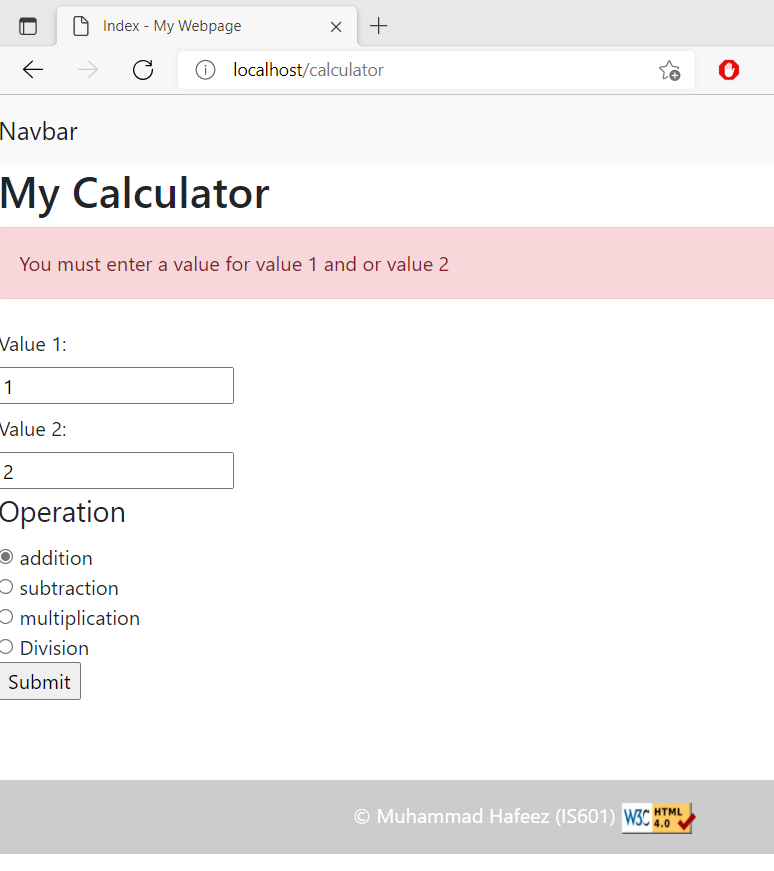 Index - My Webpage
localhost/calculator
Navbar
My Calculator
You must enter a value for value 1 and or value 2
Value 1:
1
Value 2:
2
Operation
addition
subtraction
multiplication
Division
Submit
© Muhammad Hafeez (IS601) W3C HTML 4.0